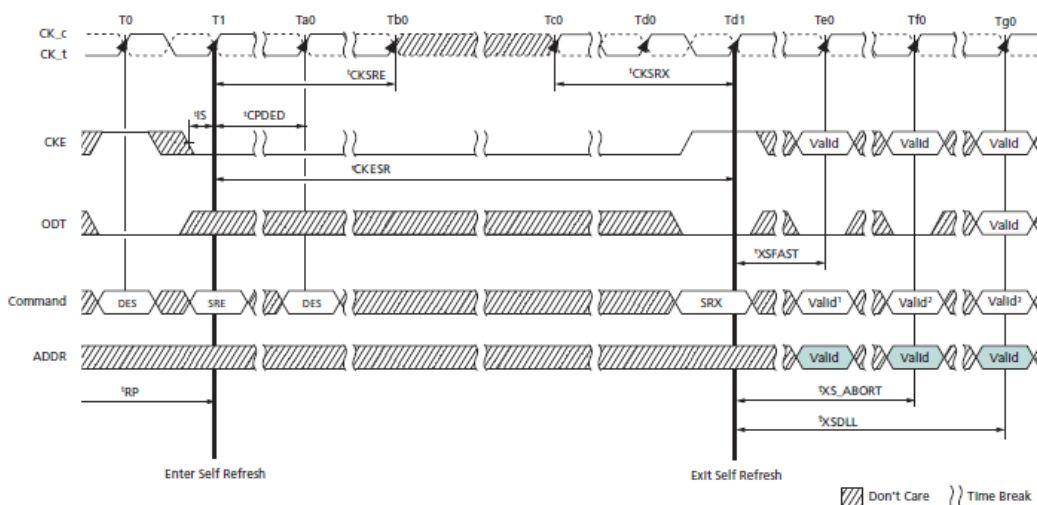 T0 T1 Ta0 Tb0 Tc0 Td0 Td1 Te0 Tf0 Tg0
CK_c
CK_t
tCKSRE tCKSRX
tIS tCPDED
CKE Valid Valid Valid
tCKESR
ODT Valid
tXSFAST
Command DES SRE DES SRX Valid¹ Valid² Valid³
ADDR Valid Valid Valid
tRP tXS_ABORT
tXSDLL
Enter Self Refresh Exit Self Refresh
Don't Care Time Break